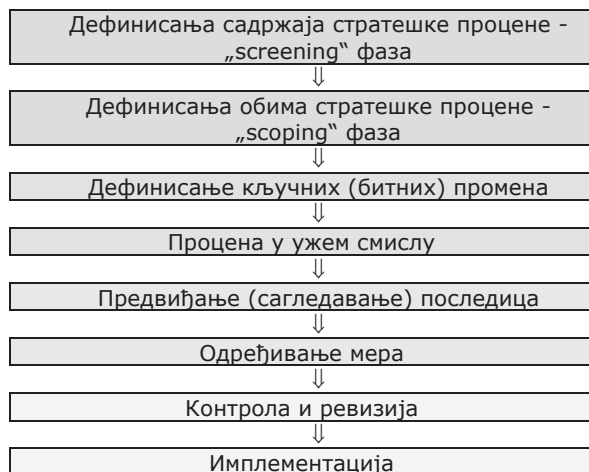 Дефинисања садржаја стратешке процене -
„screening“ фаза
⇓
Дефинисања обима стратешке процене -
„scoping“ фаза
⇓
Дефинисање кључних (битних) промена
⇓
Процена у ужем смислу
⇓
Предвиђање (сагледавање) последица
⇓
Одређивање мера
⇓
Контрола и ревизија
⇓
Имплементација